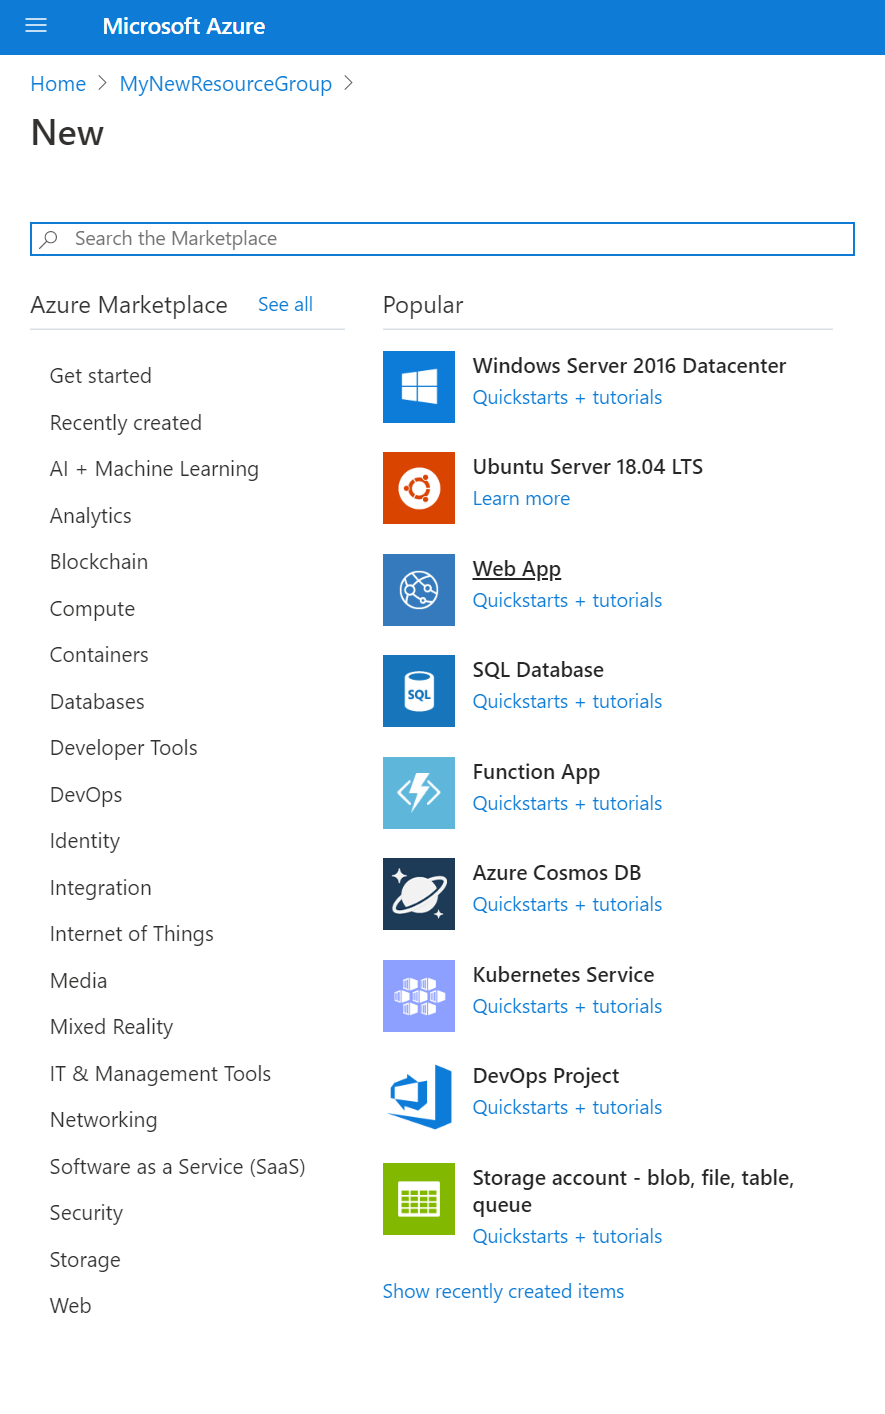 Microsoft Azure
Home > MyNewResourceGroup >
New
Search the Marketplace
Azure Marketplace See all
Get started
Recently created
AI + Machine Learning
Analytics
Blockchain
Compute
Containers
Databases
Developer Tools
DevOps
Identity
Integration
Internet of Things
Media
Mixed Reality
IT & Management Tools
Networking
Software as a Service (SaaS)
Security
Storage
Web
Popular
Windows Server 2016 Datacenter
Quickstarts + tutorials
Ubuntu Server 18.04 LTS
Learn more
Web App
Quickstarts + tutorials
SQL
SQL Database
Quickstarts + tutorials
Function App
Quickstarts + tutorials
Azure Cosmos DB
Quickstarts + tutorials
Kubernetes Service
Quickstarts + tutorials
DevOps Project
Quickstarts + tutorials
Storage account - blob, file, table,
queue
Quickstarts + tutorials
Show recently created items